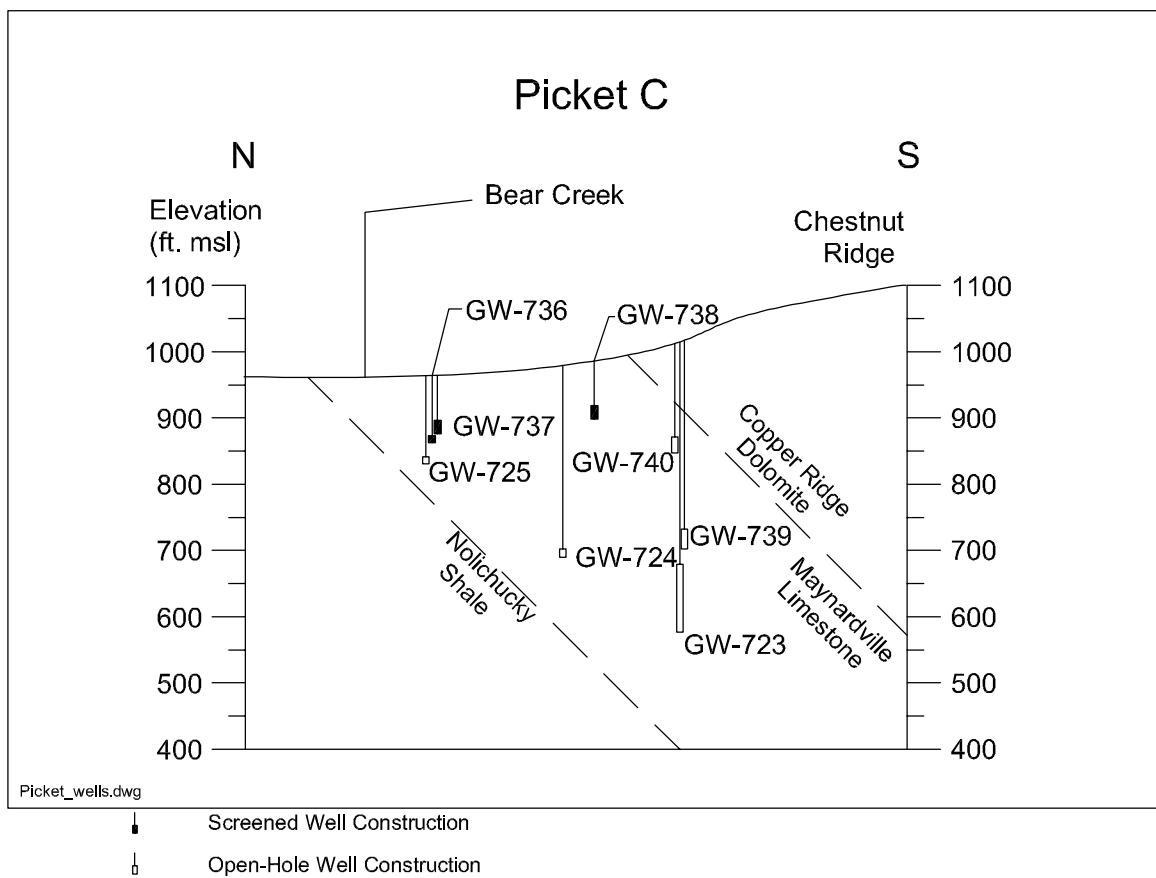 Picket C
N
S
Bear Creek
Elevation
(ft. msl)
Chestnut
Ridge
1100
1000
900
800
700
600
500
400
1100
1000
900
800
700
600
500
400
GW-736
GW-738
GW-737
GW-725
GW-740
GW-724
GW-739
GW-723
Copper Ridge
Dolomite
Maynardville
Limestone
Nolichucky
Shale
Picket_wells.dwg
Screened Well Construction
Open-Hole Well Construction